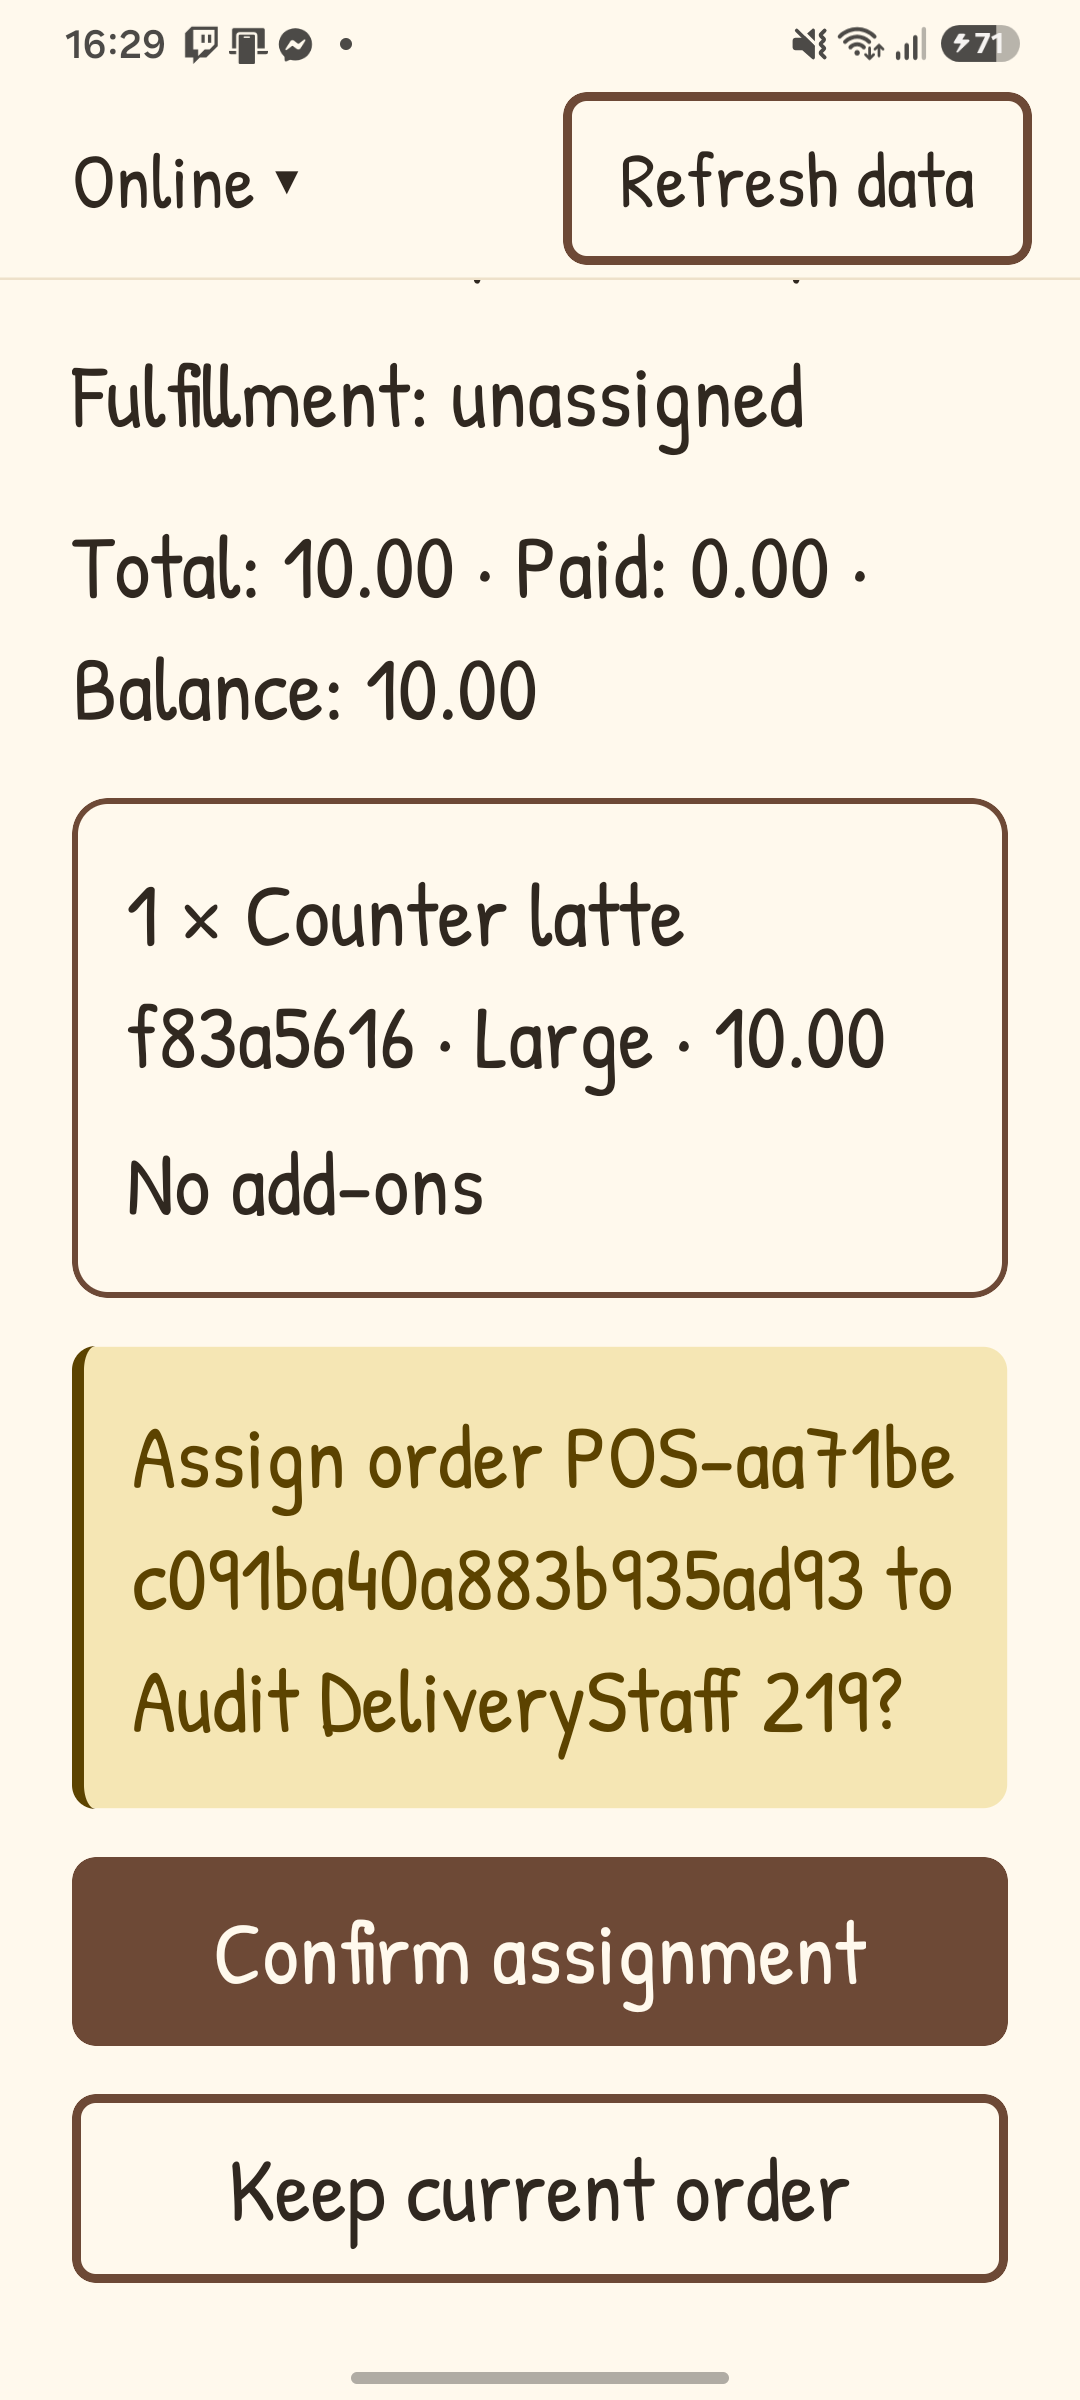 16:29
71
Online ▼
Refresh data
Fulfillment: unassigned
Total: 10.00 · Paid: 0.00 ·
Balance: 10.00
1 × Counter latte
f83a5616 · Large · 10.00
No add-ons
Assign order POS-aa71be
c091ba40a883b935ad93 to
Audit DeliveryStaff 219?
Confirm assignment
Keep current order